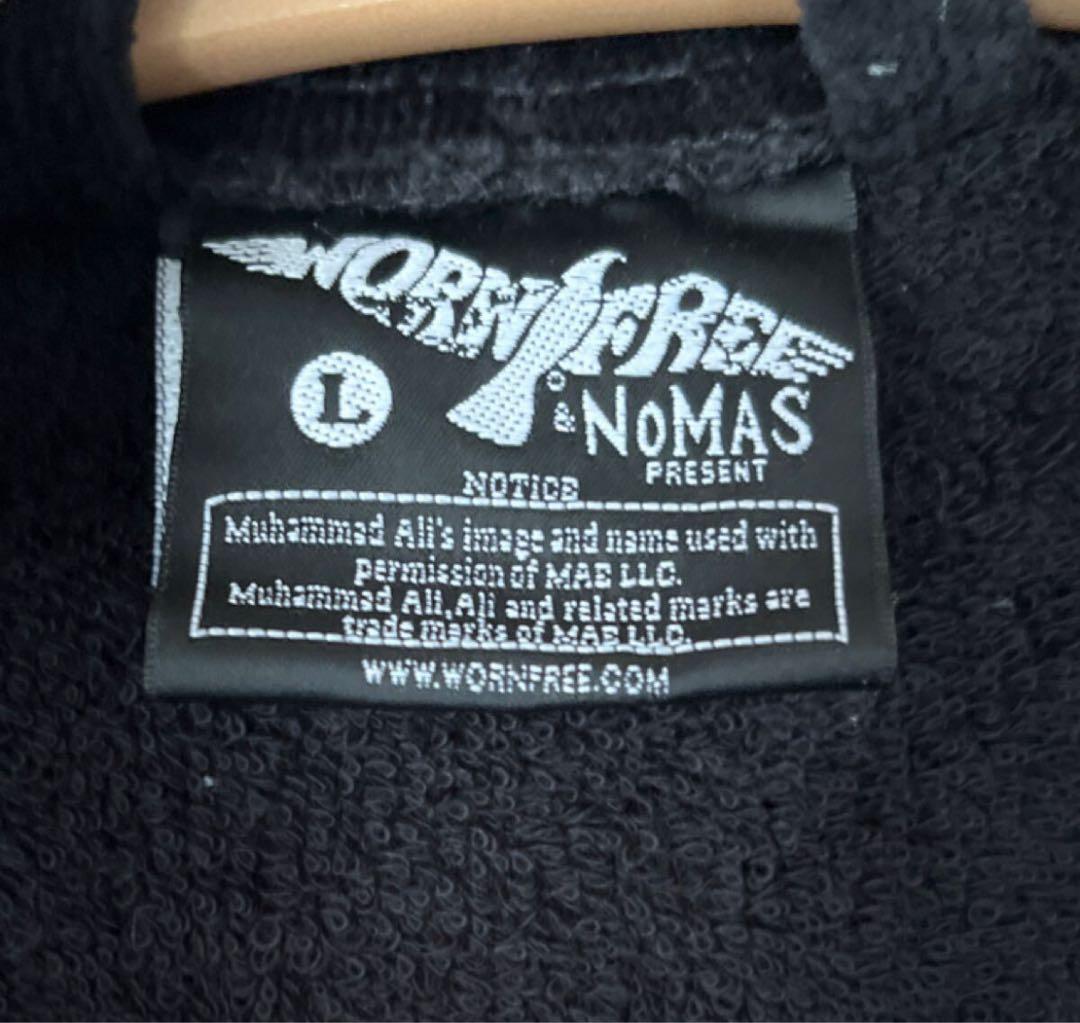 WORN FREE
L
& NOMAS
PRESENT
NOTICE
Muhammad Ali's image and name used with
permission of MAE LLC.
Muhammad Ali, Ali and related marks are
trade marks of MAE LLC.
WWW.WORNFREE.COM